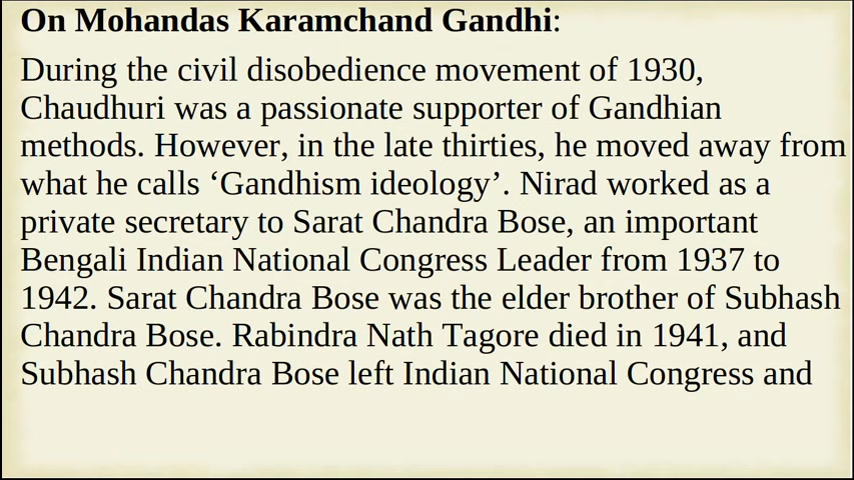 On Mohandas Karamchand Gandhi:
During the civil disobedience movement of 1930,
Chaudhuri was a passionate supporter of Gandhian
methods. However, in the late thirties, he moved away from
what he calls ‘Gandhism ideology’. Nirad worked as a
private secretary to Sarat Chandra Bose, an important
Bengali Indian National Congress Leader from 1937 to
1942. Sarat Chandra Bose was the elder brother of Subhash
Chandra Bose. Rabindra Nath Tagore died in 1941, and
Subhash Chandra Bose left Indian National Congress and